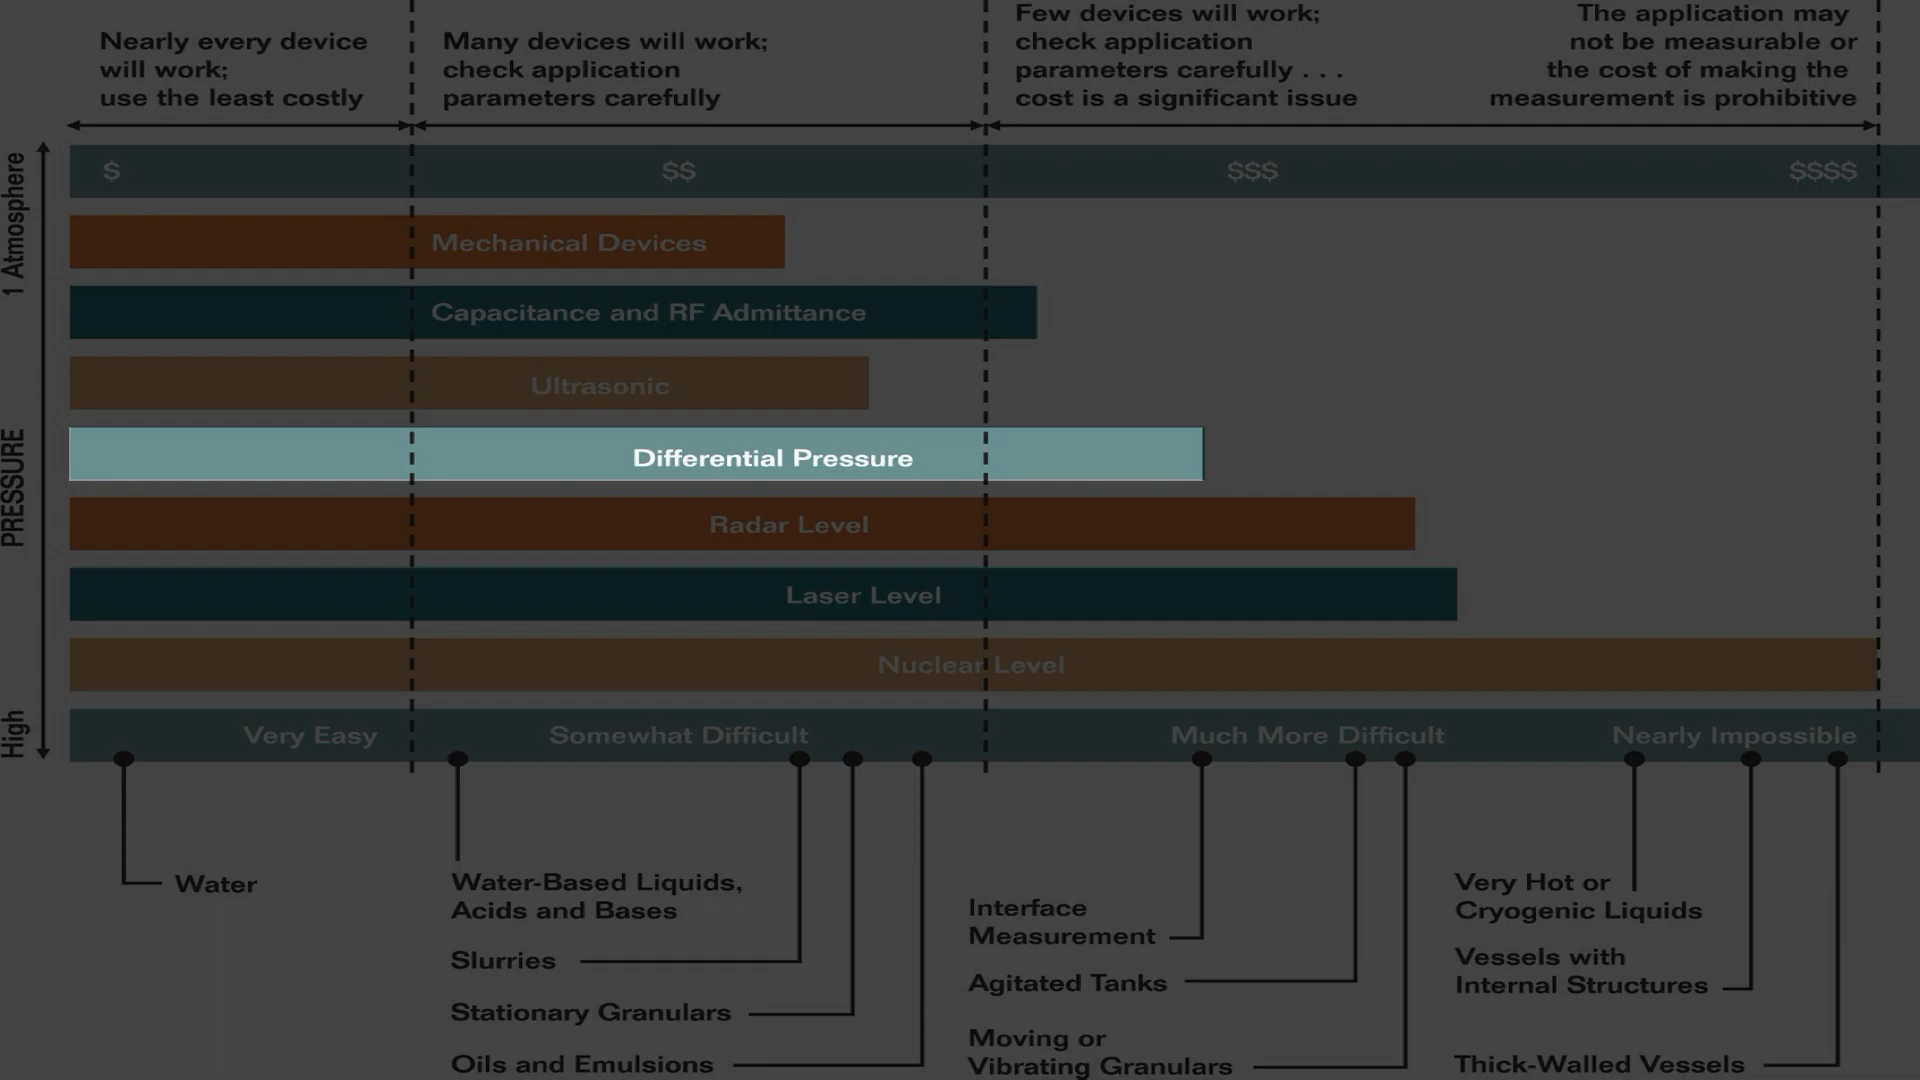 Nearly every device
will work;
use the least costly
Many devices will work;
check application
parameters carefully
Few devices will work;
check application
parameters carefully . . .
cost is a significant issue
The application may
not be measurable or
the cost of making the
measurement is prohibitive
1 Atmosphere
PRESSURE
High
$
$$
$$$
$$$$
Mechanical Devices
Capacitance and RF Admittance
Ultrasonic
Differential Pressure
Radar Level
Laser Level
Nuclear Level
Very Easy
Somewhat Difficult
Much More Difficult
Nearly Impossible
Water
Water-Based Liquids,
Acids and Bases
Slurries
Stationary Granulars
Oils and Emulsions
Interface
Measurement
Agitated Tanks
Moving or
Vibrating Granulars
Very Hot or
Cryogenic Liquids
Vessels with
Internal Structures
Thick-Walled Vessels